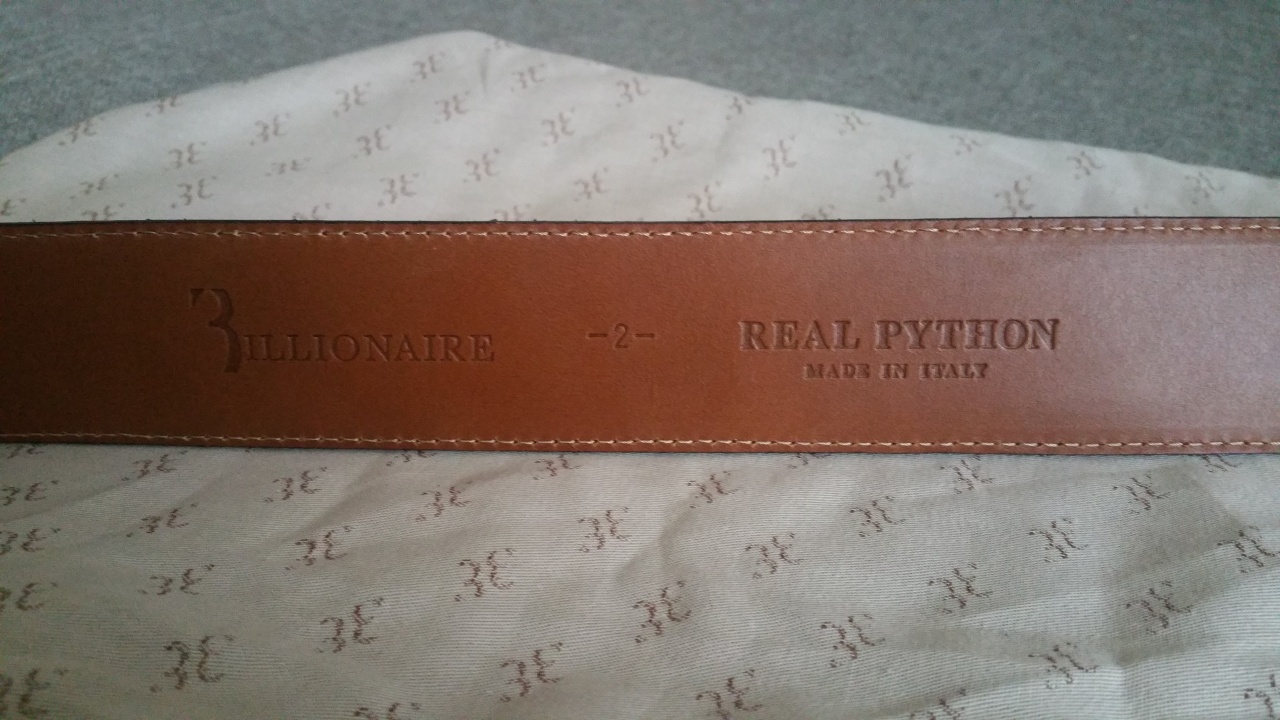 BILLIONAIRE
-2-
REAL PYTHON
MADE IN ITALY